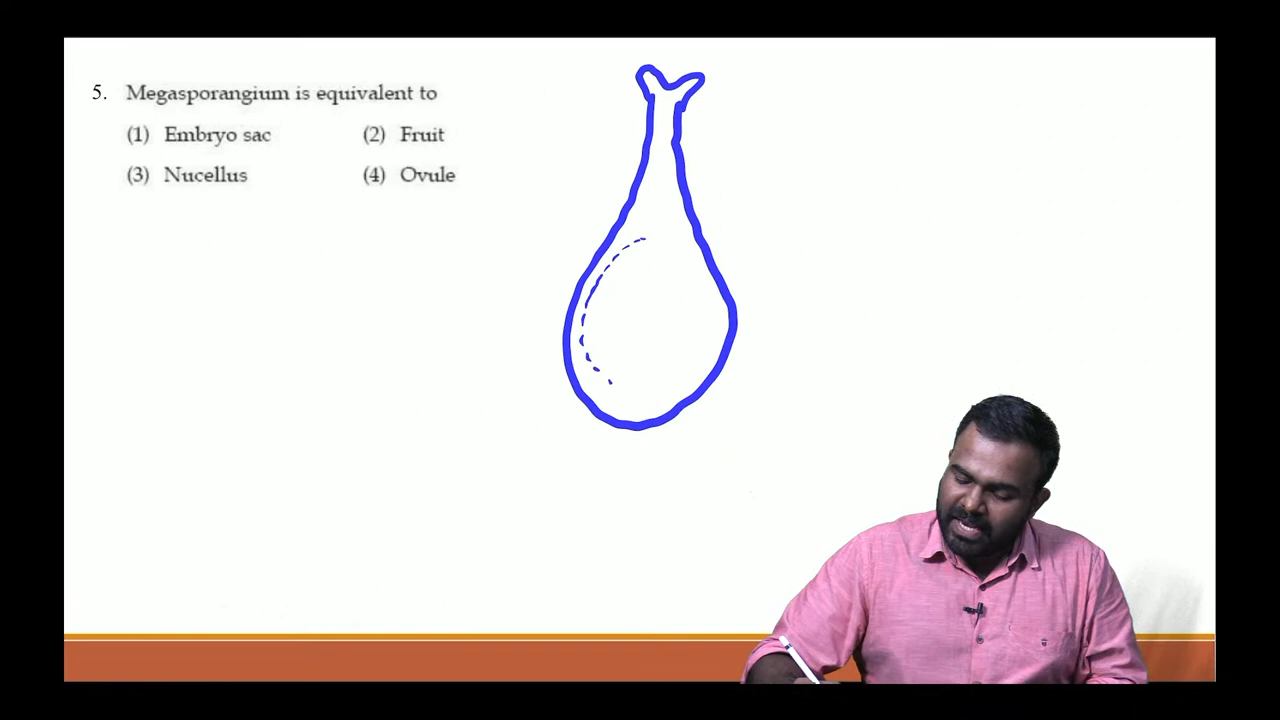 5. Megasporangium is equivalent to
(1) Embryo sac (2) Fruit
(3) Nucellus (4) Ovule